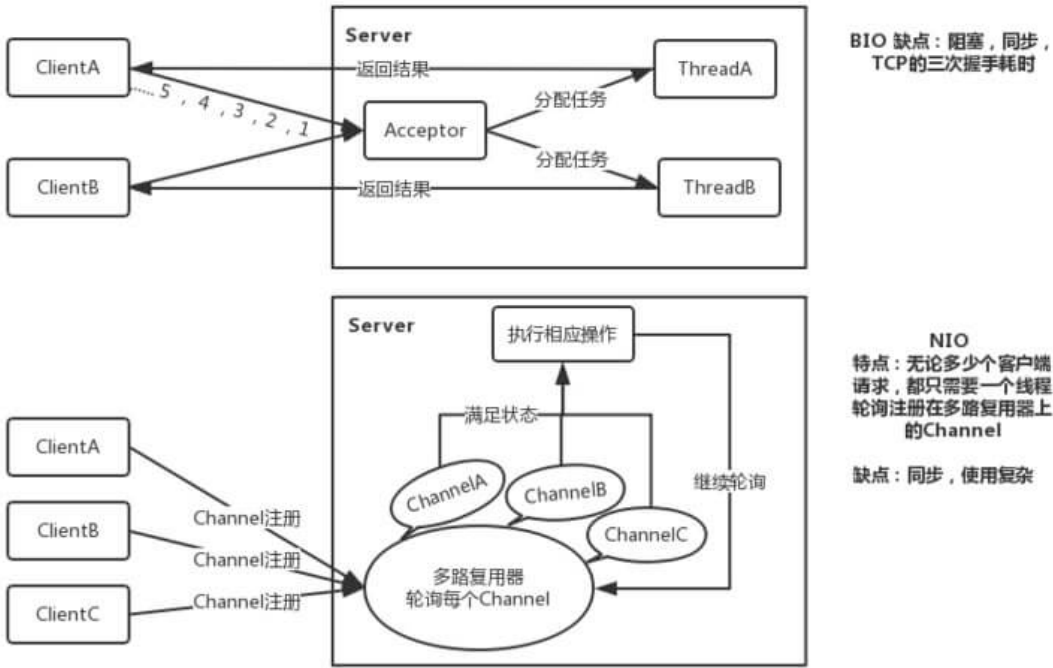 Server
BIO 缺点：阻塞，同步，
TCP的三次握手耗时
ClientA
返回结果
ThreadA
......5，4，3，2，1
分配任务
Acceptor
分配任务
ClientB
返回结果
ThreadB
Server
执行相应操作
NIO
特点：无论多少个客户端
请求，都只需要一个线程
轮询注册在多路复用器上
的Channel
缺点：同步，使用复杂
满足状态
ClientA
ChannelA
ChannelB
继续轮询
Channel注册
ClientB
ChannelC
Channel注册
多路复用器
轮询每个Channel
Channel注册
ClientC